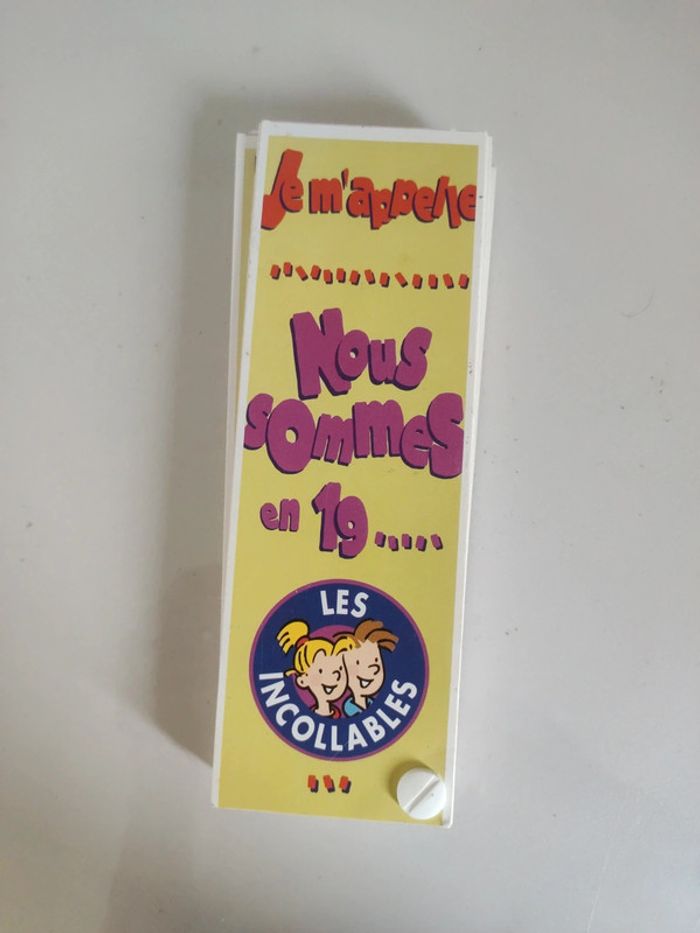 Je m'appelle
.............
Nous
sommes
en 19.....
LES
INCOLLABLES
...